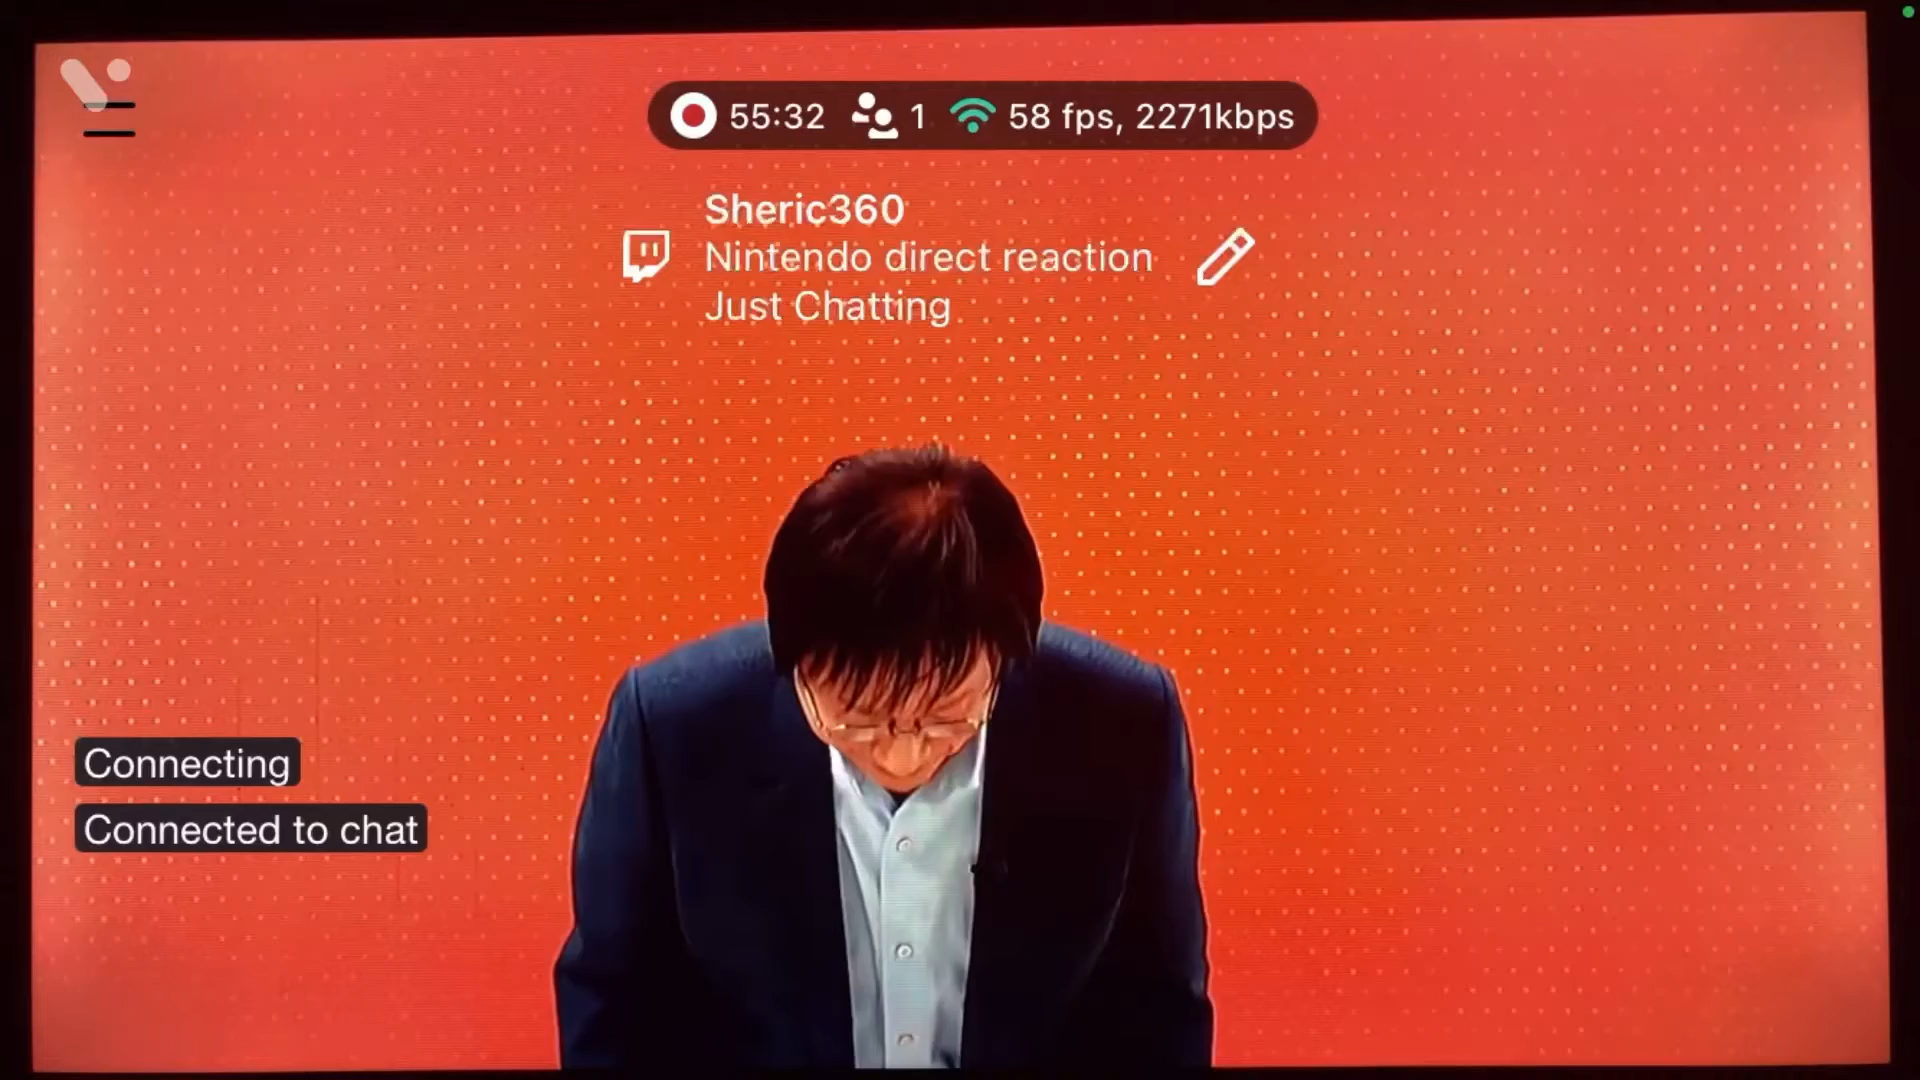 55:32 1 58 fps, 2271kbps
Sheric360
Nintendo direct reaction
Just Chatting
Connecting
Connected to chat